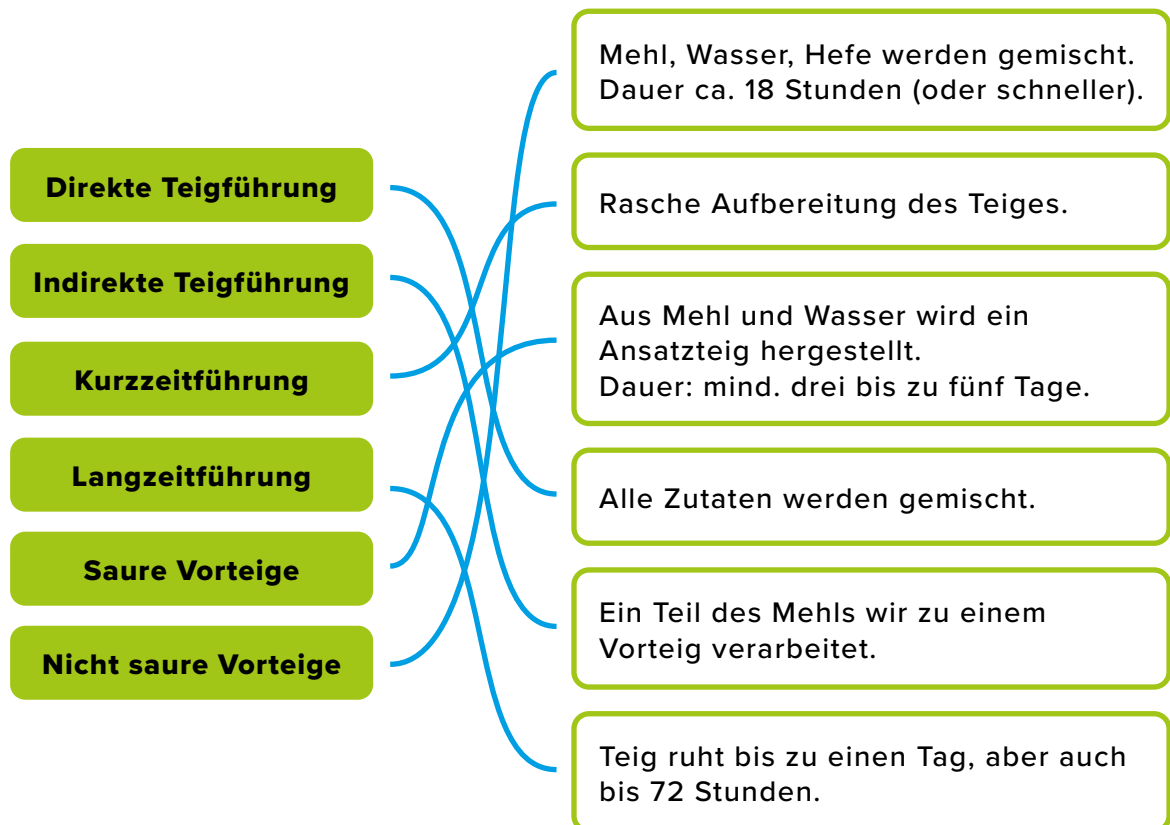 Direkte Teigführung
Indirekte Teigführung
Kurzzeitführung
Langzeitführung
Saure Vorteige
Nicht saure Vorteige
Mehl, Wasser, Hefe werden gemischt.
Dauer ca. 18 Stunden (oder schneller).
Rasche Aufbereitung des Teiges.
Aus Mehl und Wasser wird ein
Ansatzteig hergestellt.
Dauer: mind. drei bis zu fünf Tage.
Alle Zutaten werden gemischt.
Ein Teil des Mehls wir zu einem
Vorteig verarbeitet.
Teig ruht bis zu einen Tag, aber auch
bis 72 Stunden.